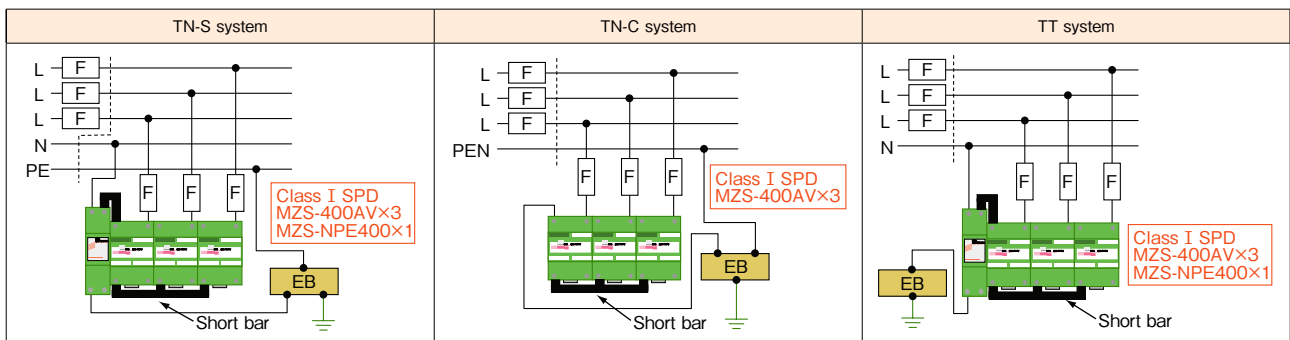 TN-S system
L F
L F
L F
N
PE
F F F
Class I SPD
MZS-400AV×3
MZS-NPE400×1
EB
Short bar
TN-C system
L F
L F
L F
PEN
F F F
Class I SPD
MZS-400AV×3
EB
Short bar
TT system
L F
L F
L F
N
F F F
Class I SPD
MZS-400AV×3
MZS-NPE400×1
EB
Short bar